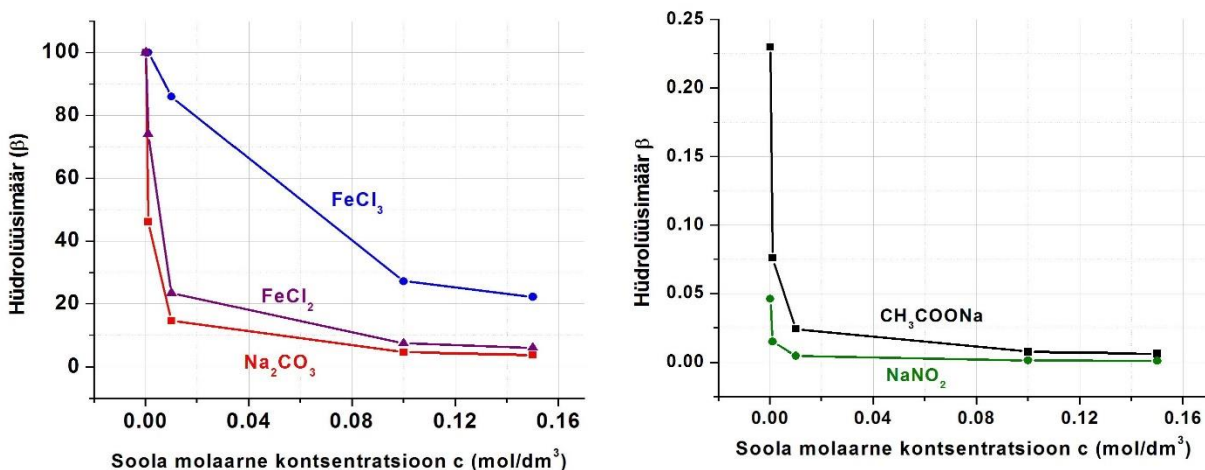 Hüdrolüüsimäär (β)
100
80
60
40
20
0
FeCl₃
FeCl₂
Na₂CO₃
0.00 0.04 0.08 0.12 0.16
Soola molaarne kontsentratsioon c (mol/dm³)
Hüdrolüüsimäär β
0.25
0.20
0.15
0.10
0.05
0.00
CH₃COONa
NaNO₂
0.00 0.04 0.08 0.12 0.16
Soola molaarne kontsentratsioon c (mol/dm³)